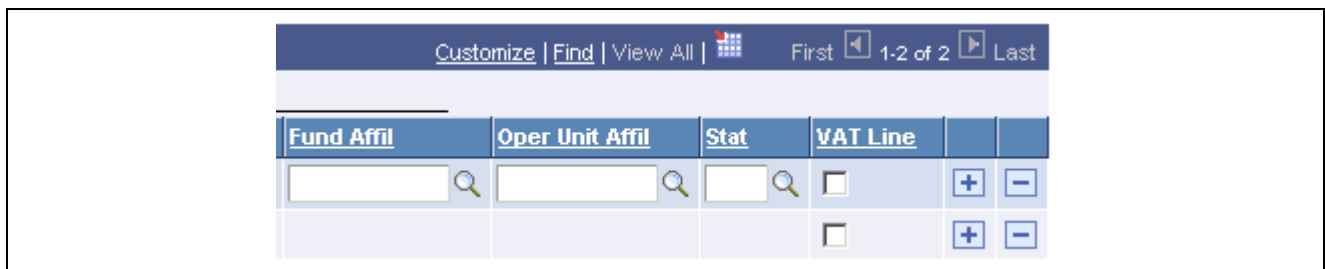 Customize | Find | View All | First 1-2 of 2 Last
Fund Affil Oper Unit Affil Stat VAT Line